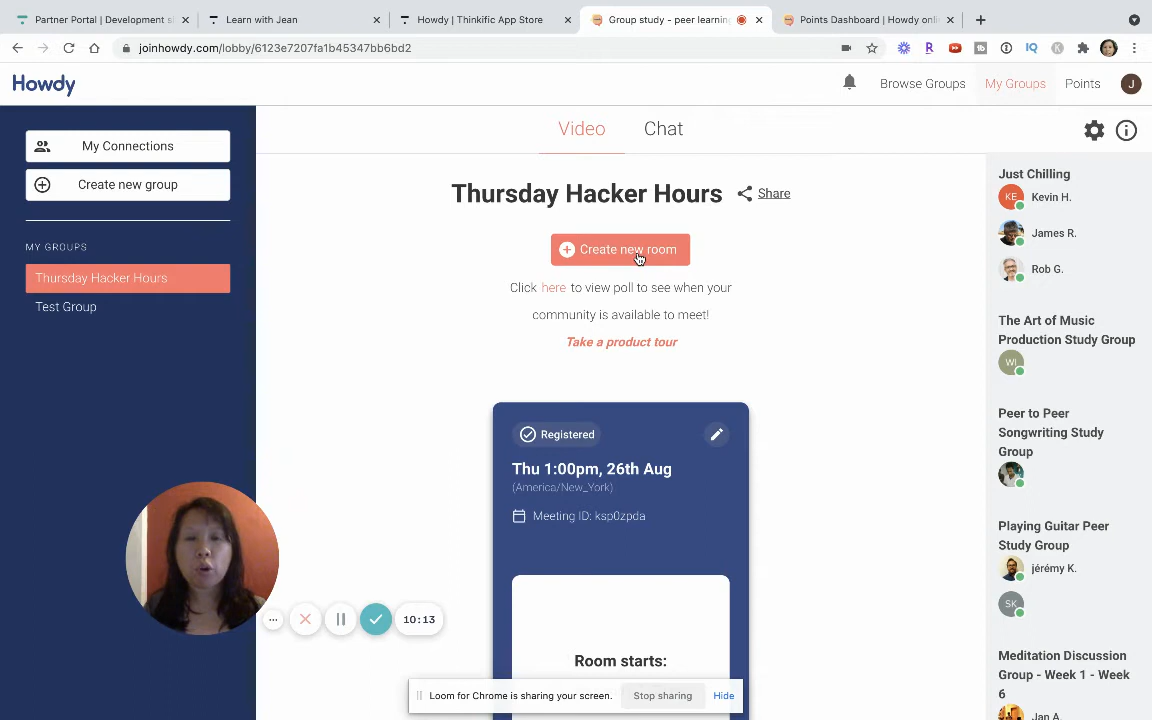 Partner Portal | Development si
Learn with Jean
Howdy | Thinkific App Store
Group study - peer learning
Points Dashboard | Howdy onli
joinhowdy.com/lobby/6123e7207fa1b45347bb6bd2
Howdy
Browse Groups
My Groups
Points
J
My Connections
Create new group
MY GROUPS
Thursday Hacker Hours
Test Group
Video
Chat
Thursday Hacker Hours
Share
Create new room
Click here to view poll to see when your
community is available to meet!
Take a product tour
Registered
Thu 1:00pm, 26th Aug
(America/New_York)
Meeting ID: ksp0zpda
Room starts:
10:13
Loom for Chrome is sharing your screen.
Stop sharing
Hide
Just Chilling
KE
Kevin H.
James R.
Rob G.
The Art of Music
Production Study Group
WI
Peer to Peer
Songwriting Study
Group
Playing Guitar Peer
Study Group
jérémy K.
SK
Meditation Discussion
Group - Week 1 - Week
6
Jan A.